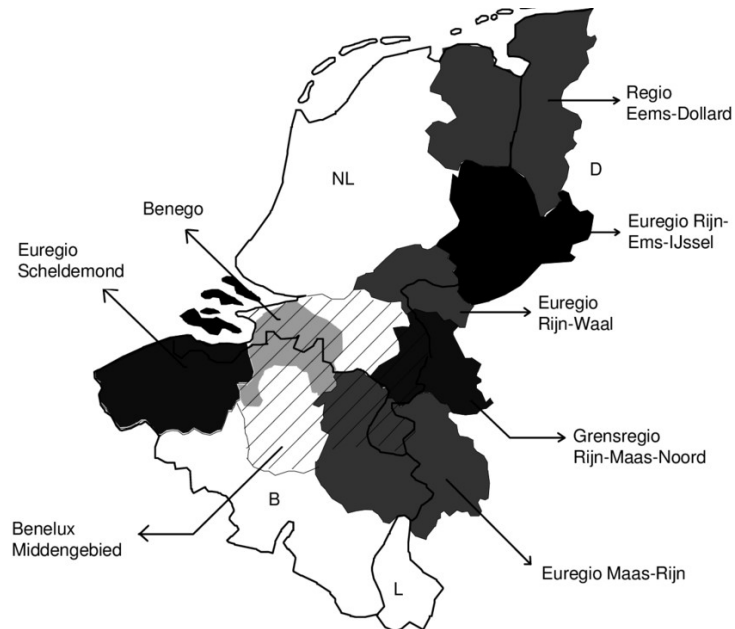 Regio
Eems-Dollard
D
NL
Benego
Euregio
Scheldemond
Euregio Rijn-
Ems-IJssel
Euregio
Rijn-Waal
Grensregio
Rijn-Maas-Noord
B
Benelux
Middengebied
Euregio Maas-Rijn
L